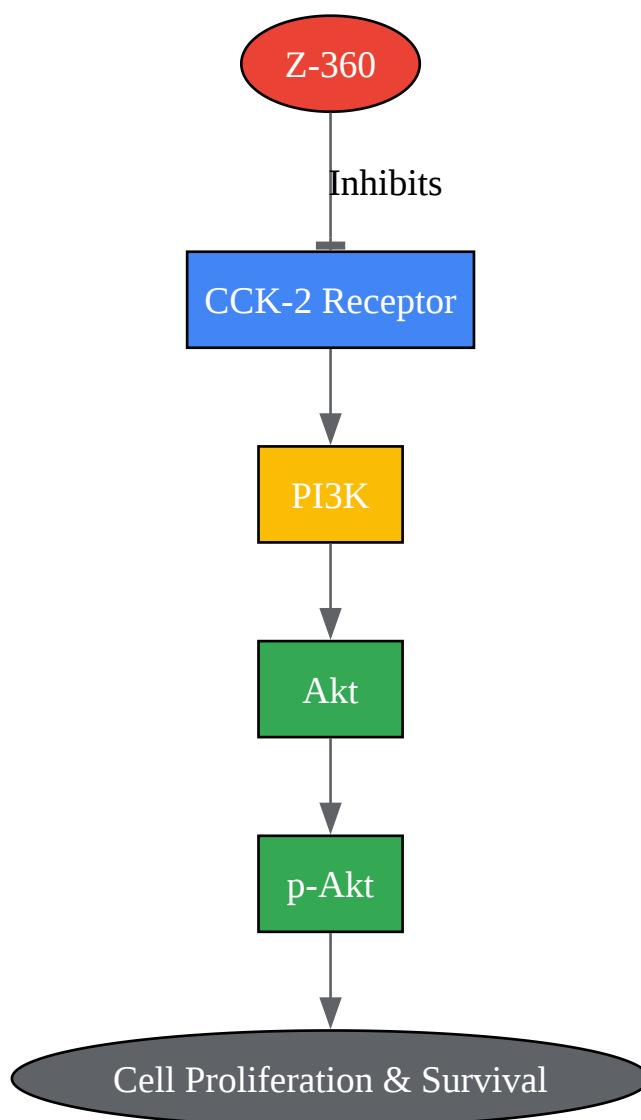 Z-360
Inhibits
CCK-2 Receptor
PI3K
Akt
p-Akt
Cell Proliferation & Survival